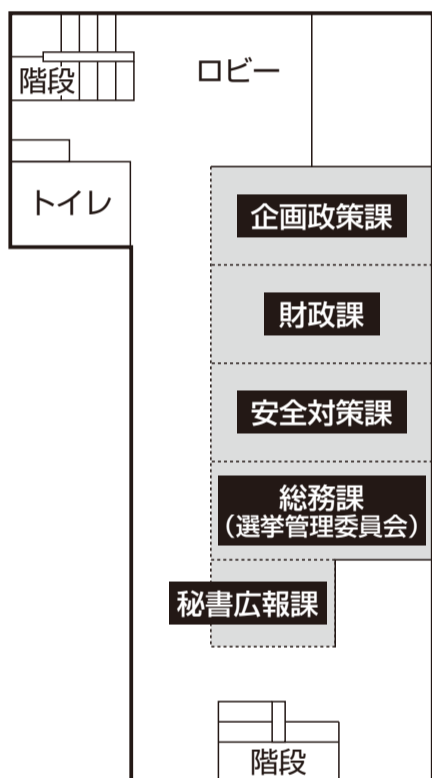 ロビー
階段
トイレ
企画政策課
財政課
安全対策課
総務課
（選挙管理委員会）
秘書広報課
階段